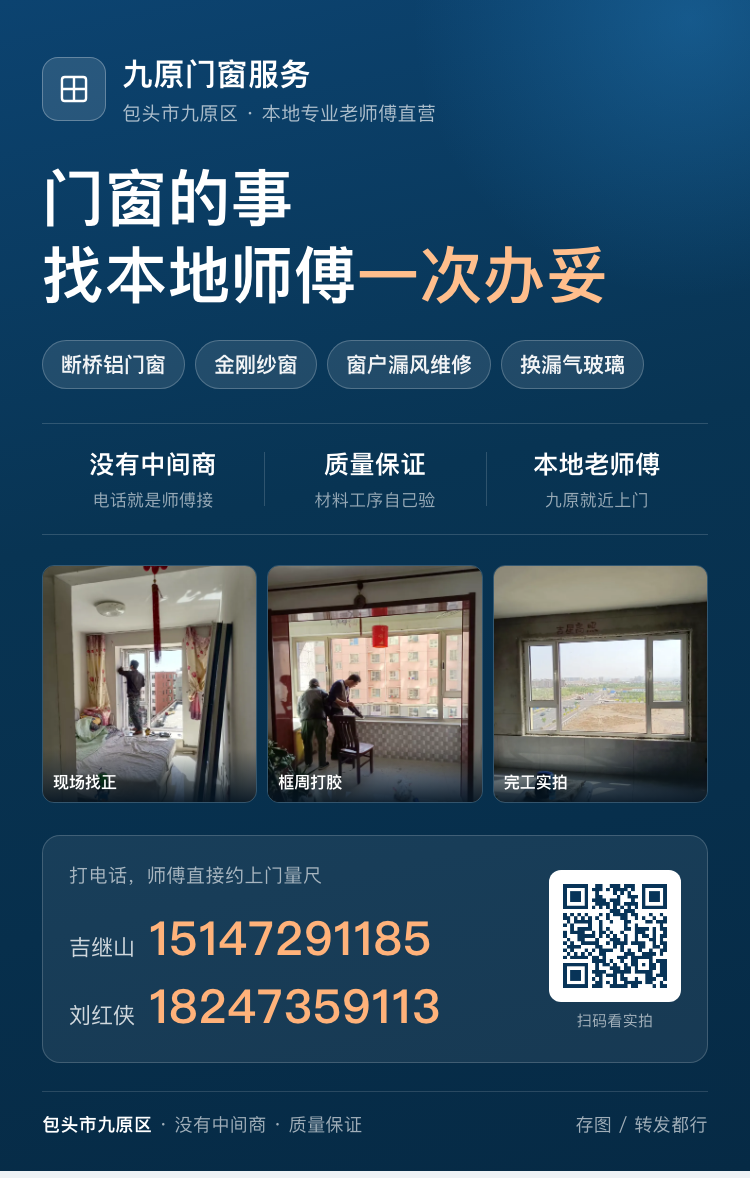 九原门窗服务
包头市九原区 · 本地专业老师傅直营
门窗的事
找本地师傅一次办妥
断桥铝门窗 金刚纱窗 窗户漏风维修 换漏气玻璃
没有中间商 质量保证 本地老师傅
电话就是师傅接 材料工序自己验 九原就近上门
现场找正 框周打胶 完工实拍
打电话，师傅直接约上门量尺
吉继山 15147291185
刘红侠 18247359113
扫码看实拍
包头市九原区 · 没有中间商 · 质量保证 存图 / 转发都行